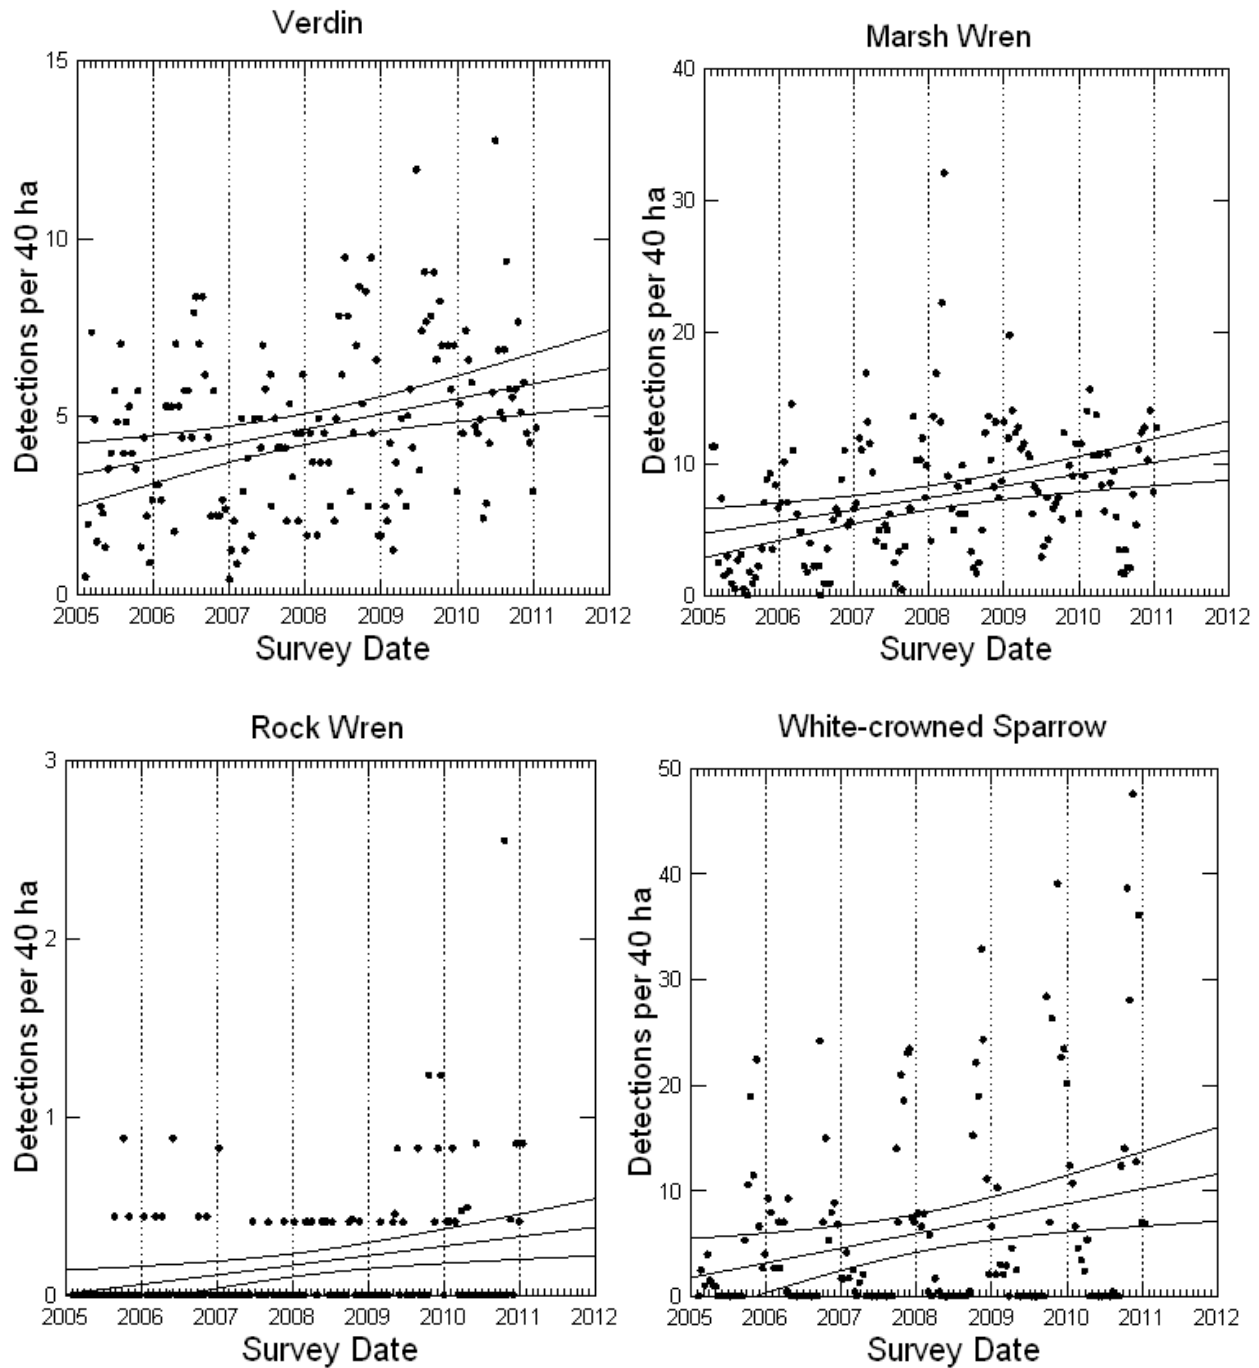 Verdin
15
10
5
0
Detections per 40 ha
2005 2006 2007 2008 2009 2010 2011 2012
Survey Date
Marsh Wren
40
30
20
10
0
Detections per 40 ha
2005 2006 2007 2008 2009 2010 2011 2012
Survey Date
Rock Wren
3
2
1
0
Detections per 40 ha
2005 2006 2007 2008 2009 2010 2011 2012
Survey Date
White-crowned Sparrow
50
40
30
20
10
0
Detections per 40 ha
2005 2006 2007 2008 2009 2010 2011 2012
Survey Date